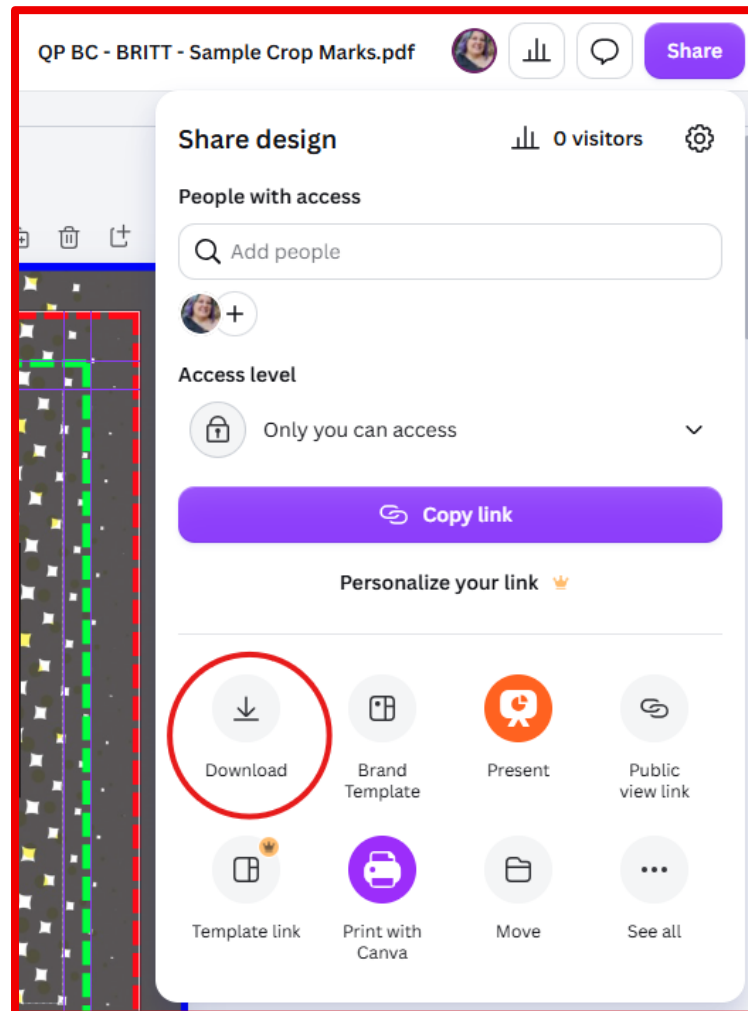 QP BC - BRITT - Sample Crop Marks.pdf
Share
Share design
0 visitors
People with access
Add people
Access level
Only you can access
Copy link
Personalize your link
Download
Brand
Template
Present
Public
view link
Template link
Print with
Canva
Move
See all